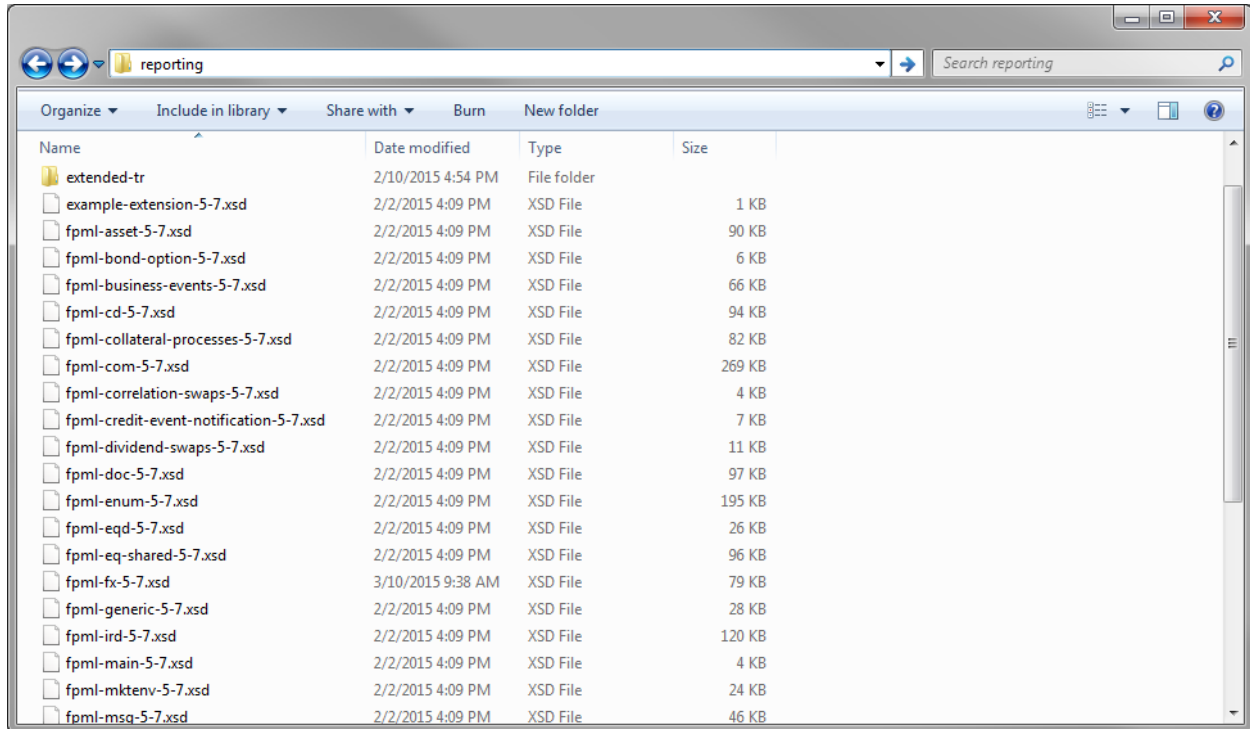 reporting
Search reporting
Organize Include in library Share with Burn New folder
Name Date modified Type Size
extended-tr 2/10/2015 4:54 PM File folder
example-extension-5-7.xsd 2/2/2015 4:09 PM XSD File 1 KB
fpml-asset-5-7.xsd 2/2/2015 4:09 PM XSD File 90 KB
fpml-bond-option-5-7.xsd 2/2/2015 4:09 PM XSD File 6 KB
fpml-business-events-5-7.xsd 2/2/2015 4:09 PM XSD File 66 KB
fpml-cd-5-7.xsd 2/2/2015 4:09 PM XSD File 94 KB
fpml-collateral-processes-5-7.xsd 2/2/2015 4:09 PM XSD File 82 KB
fpml-com-5-7.xsd 2/2/2015 4:09 PM XSD File 269 KB
fpml-correlation-swaps-5-7.xsd 2/2/2015 4:09 PM XSD File 4 KB
fpml-credit-event-notification-5-7.xsd 2/2/2015 4:09 PM XSD File 7 KB
fpml-dividend-swaps-5-7.xsd 2/2/2015 4:09 PM XSD File 11 KB
fpml-doc-5-7.xsd 2/2/2015 4:09 PM XSD File 97 KB
fpml-enum-5-7.xsd 2/2/2015 4:09 PM XSD File 195 KB
fpml-eqd-5-7.xsd 2/2/2015 4:09 PM XSD File 26 KB
fpml-eq-shared-5-7.xsd 2/2/2015 4:09 PM XSD File 96 KB
fpml-fx-5-7.xsd 3/10/2015 9:38 AM XSD File 79 KB
fpml-generic-5-7.xsd 2/2/2015 4:09 PM XSD File 28 KB
fpml-ird-5-7.xsd 2/2/2015 4:09 PM XSD File 120 KB
fpml-main-5-7.xsd 2/2/2015 4:09 PM XSD File 4 KB
fpml-mktenv-5-7.xsd 2/2/2015 4:09 PM XSD File 24 KB
fpml-msg-5-7.xsd 2/2/2015 4:09 PM XSD File 46 KB